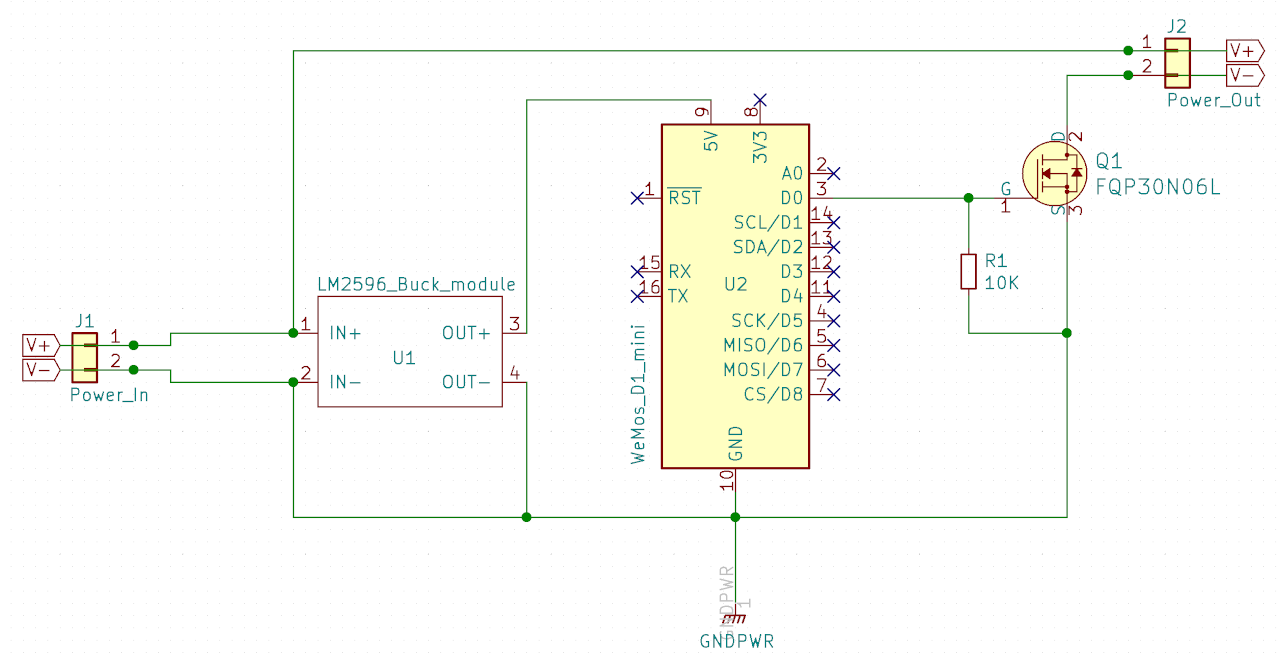 J2
1
V+
2
V-
Power_Out
9
8
5V
3V3
D
2
Q1
FQP30N06L
G
1
S
3
A0
2
1
RST
D0
3
SCL/D1
14
SDA/D2
13
15
RX
D3
12
16
TX
U2
D4
11
SCK/D5
4
MISO/D6
5
MOSI/D7
6
CS/D8
7
WeMos_D1_mini
GND
10
R1
10K
LM2596_Buck_module
1
IN+
OUT+
3
U1
2
IN-
OUT-
4
J1
V+
1
V-
2
Power_In
GNDPWR
1
GNDPWR